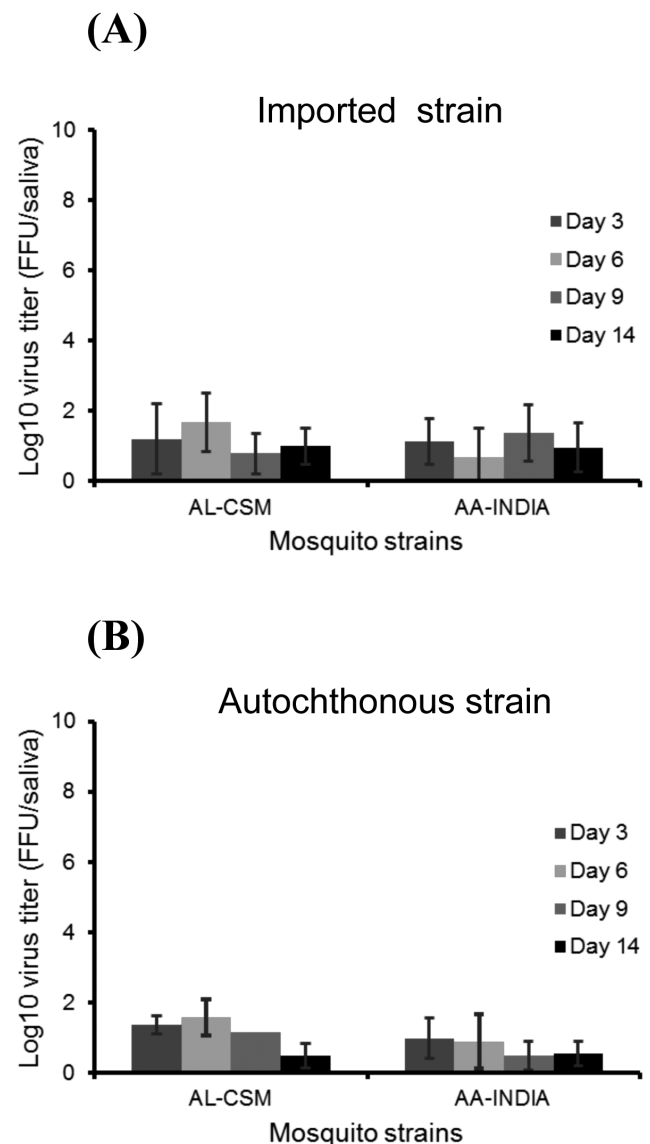 (A)
Imported strain
Log10 virus titer (FFU/saliva)
10
8
6
4
2
0
Day 3
Day 6
Day 9
Day 14
AL-CSM
AA-INDIA
Mosquito strains
(B)
Autochthonous strain
Log10 virus titer (FFU/saliva)
10
8
6
4
2
0
Day 3
Day 6
Day 9
Day 14
AL-CSM
AA-INDIA
Mosquito strains